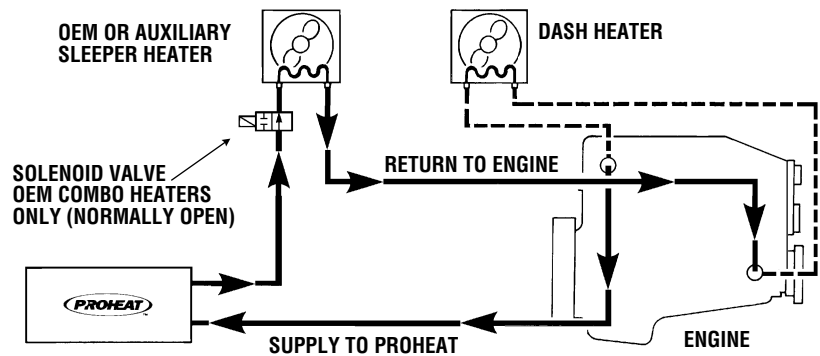 OEM OR AUXILIARY
SLEEPER HEATER
DASH HEATER
SOLENOID VALVE
OEM COMBO HEATERS
ONLY (NORMALLY OPEN)
RETURN TO ENGINE
PROHEAT™
SUPPLY TO PROHEAT
ENGINE